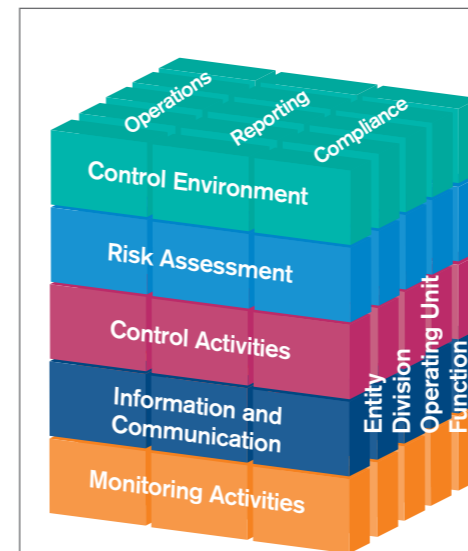 Operations
Reporting
Compliance
Control Environment
Risk Assessment
Control Activities
Information and
Communication
Monitoring Activities
Entity
Division
Operating Unit
Function